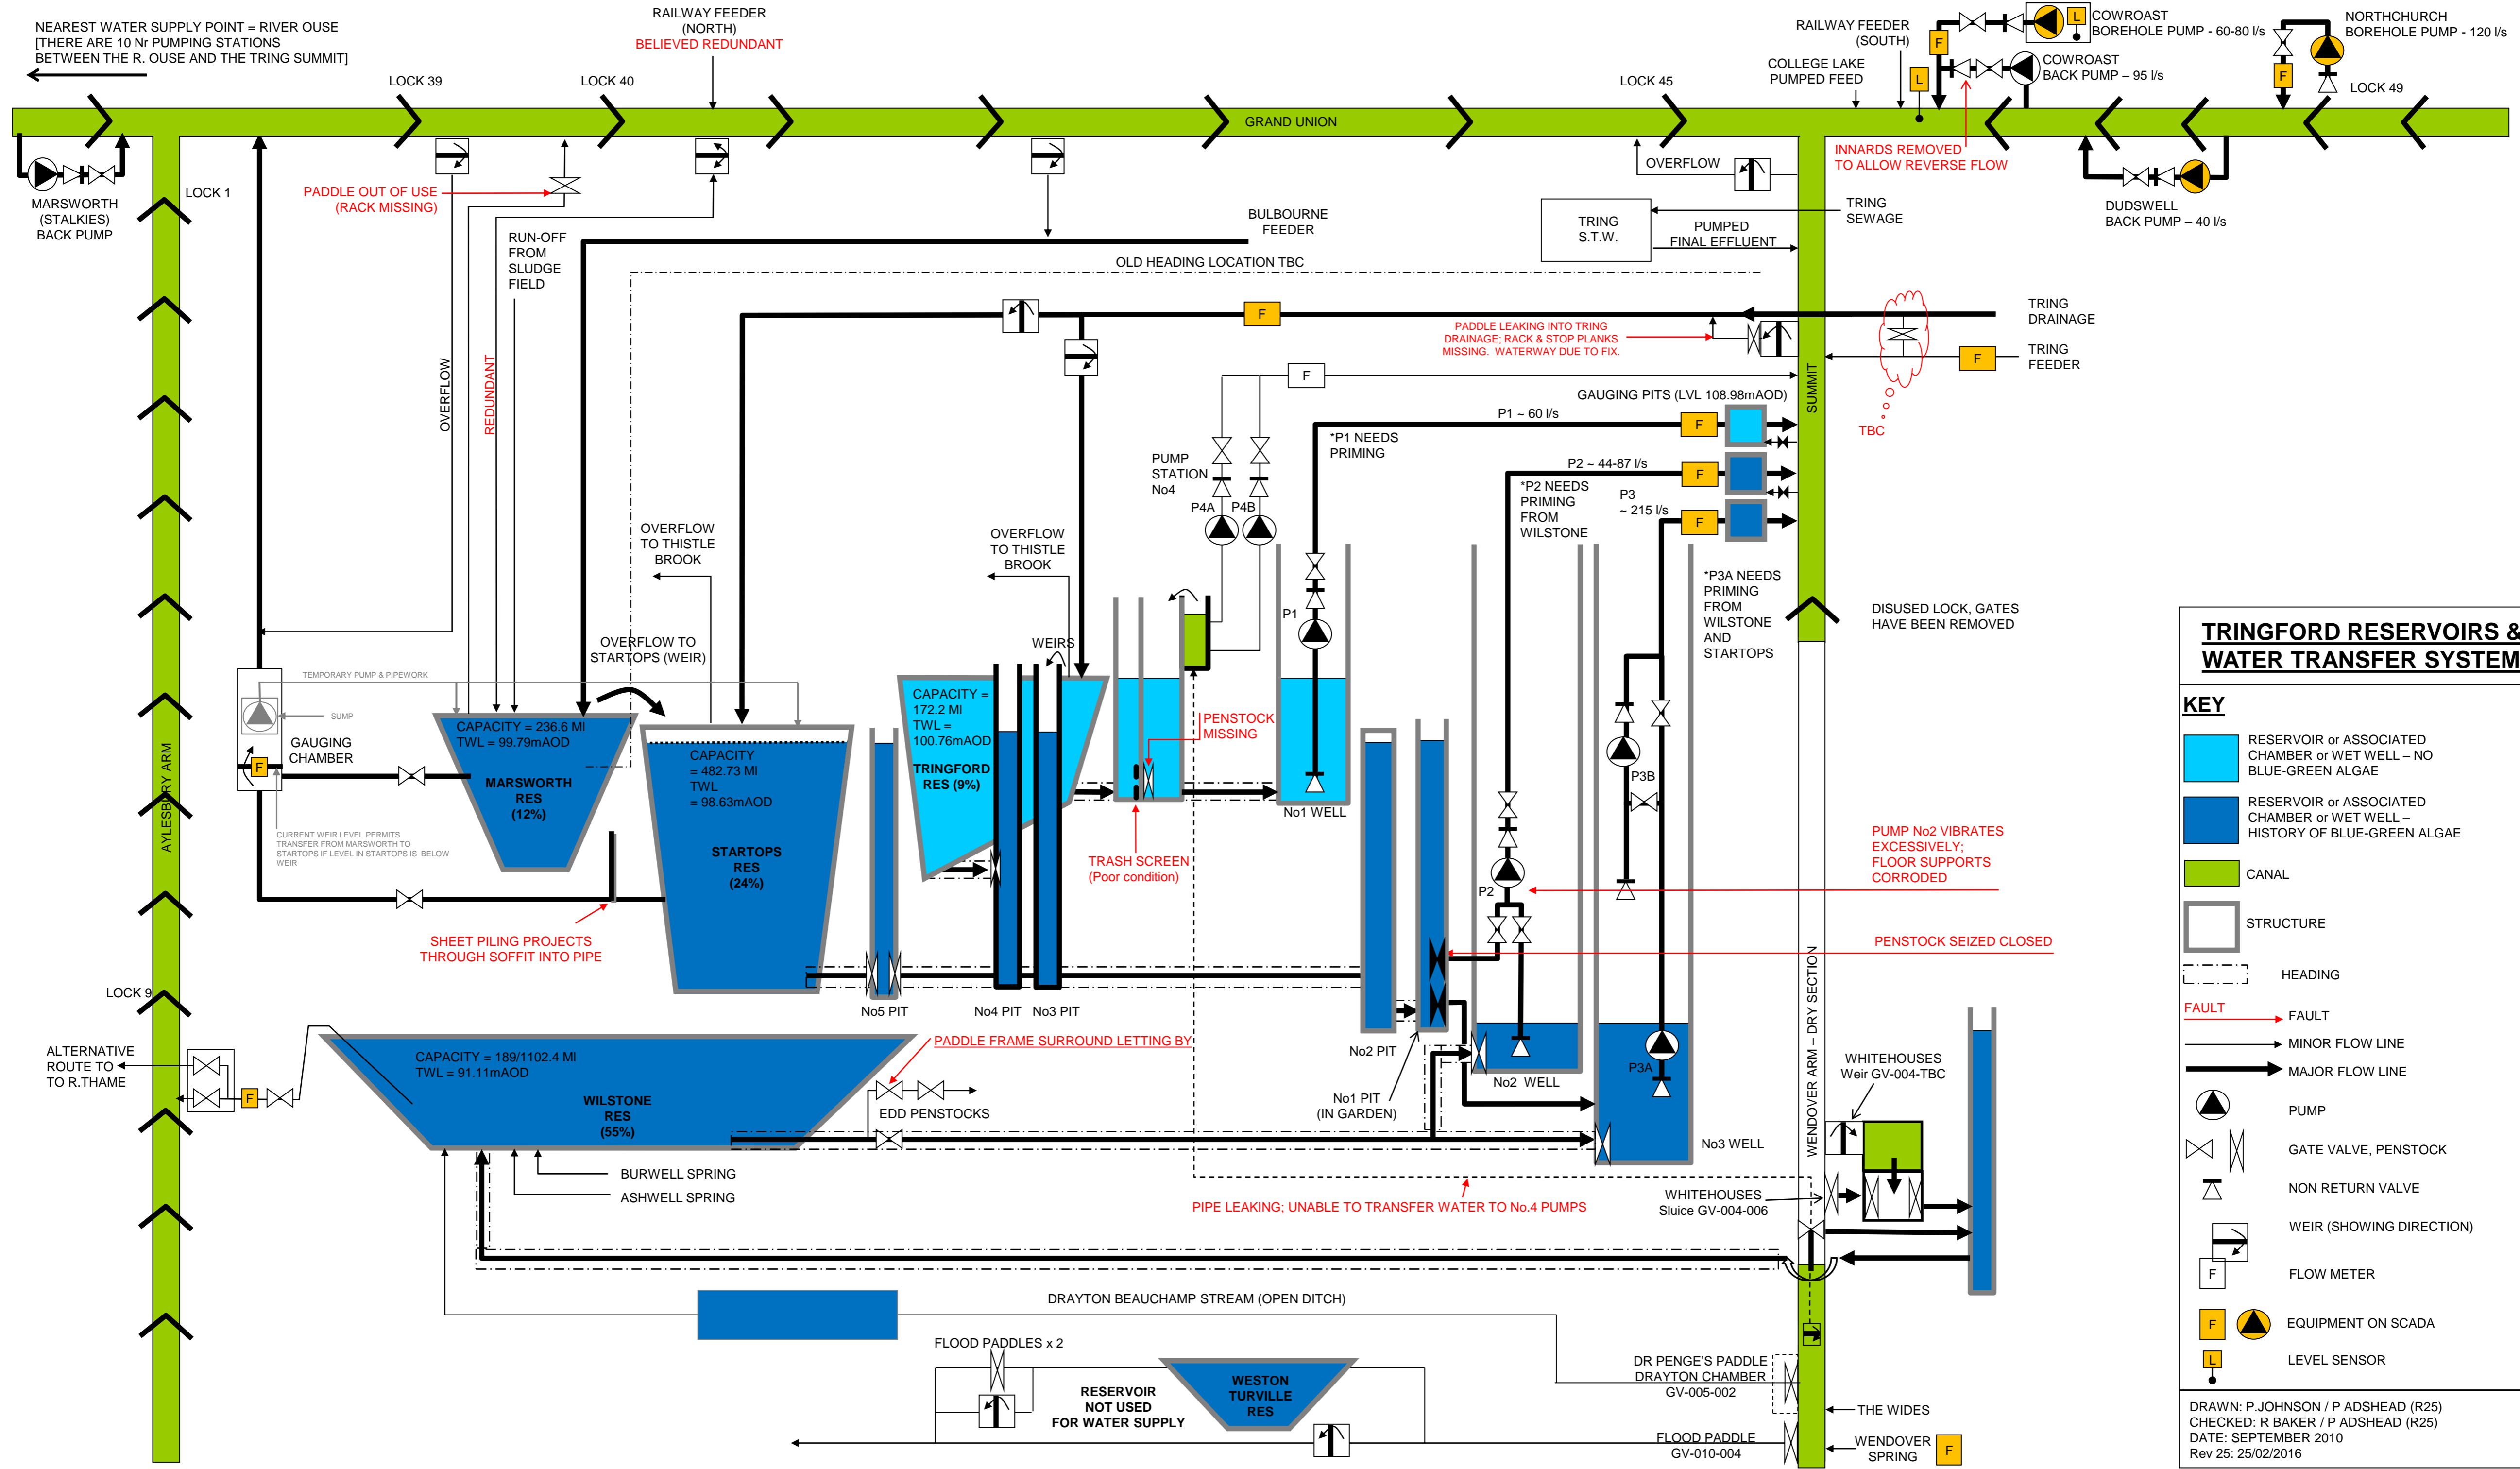 NEAREST WATER SUPPLY POINT = RIVER OUSE
[THERE ARE 10 Nr PUMPING STATIONS
BETWEEN THE R. OUSE AND THE TRING SUMMIT]
RAILWAY FEEDER
(NORTH)
BELIEVED REDUNDANT
LOCK 39
LOCK 40
LOCK 45
RAILWAY FEEDER
(SOUTH)
COLLEGE LAKE
PUMPED FEED
L
F
L
COWROAST
BOREHOLE PUMP - 60-80 l/s
COWROAST
BACK PUMP – 95 l/s
NORTHCHURCH
BOREHOLE PUMP - 120 l/s
F
LOCK 49
GRAND UNION
MARSWORTH
(STALKIES)
BACK PUMP
LOCK 1
PADDLE OUT OF USE
(RACK MISSING)
RUN-OFF
FROM
SLUDGE
FIELD
OVERFLOW
REDUNDANT
BULBOURNE
FEEDER
OLD HEADING LOCATION TBC
OVERFLOW
TRING
S.T.W.
TRING
SEWAGE
PUMPED
FINAL EFFLUENT
INNARDS REMOVED
TO ALLOW REVERSE FLOW
DUDSWELL
BACK PUMP – 40 l/s
F
PADDLE LEAKING INTO TRING
DRAINAGE; RACK & STOP PLANKS
MISSING. WATERWAY DUE TO FIX.
TRING
DRAINAGE
F
TRING
FEEDER
TBC
SUMMIT
F
GAUGING PITS (LVL 108.98mAOD)
P1 ~ 60 l/s
F
*P1 NEEDS
PRIMING
P2 ~ 44-87 l/s
F
*P2 NEEDS
PRIMING
FROM
WILSTONE
P3
~ 215 l/s
F
PUMP
STATION
No4
P4A
P4B
OVERFLOW
TO THISTLE
BROOK
OVERFLOW
TO THISTLE
BROOK
*P3A NEEDS
PRIMING
FROM
WILSTONE
AND
STARTOPS
DISUSED LOCK, GATES
HAVE BEEN REMOVED
P1
WEIRS
OVERFLOW TO
STARTOPS (WEIR)
TEMPORARY PUMP & PIPEWORK
SUMP
GAUGING
CHAMBER
F
CURRENT WEIR LEVEL PERMITS
TRANSFER FROM MARSWORTH TO
STARTOPS IF LEVEL IN STARTOPS IS BELOW
WEIR
AYLESBURY ARM
CAPACITY = 236.6 Ml
TWL = 99.79mAOD
MARSWORTH
RES
(12%)
CAPACITY
= 482.73 Ml
TWL
= 98.63mAOD
STARTOPS
RES
(24%)
CAPACITY =
172.2 Ml
TWL =
100.76mAOD
TRINGFORD
RES (9%)
PENSTOCK
MISSING
TRASH SCREEN
(Poor condition)
No1 WELL
P3B
P2
PUMP No2 VIBRATES
EXCESSIVELY;
FLOOR SUPPORTS
CORRODED
PENSTOCK SEIZED CLOSED
SHEET PILING PROJECTS
THROUGH SOFFIT INTO PIPE
No5 PIT
No4 PIT
No3 PIT
No2 PIT
No1 PIT
(IN GARDEN)
No2 WELL
P3A
No3 WELL
LOCK 9
ALTERNATIVE
ROUTE TO
TO R.THAME
F
CAPACITY = 189/1102.4 Ml
TWL = 91.11mAOD
WILSTONE
RES
(55%)
PADDLE FRAME SURROUND LETTING BY
EDD PENSTOCKS
BURWELL SPRING
ASHWELL SPRING
PIPE LEAKING; UNABLE TO TRANSFER WATER TO No.4 PUMPS
WENDOVER ARM – DRY SECTION
WHITEHOUSES
Weir GV-004-TBC
WHITEHOUSES
Sluice GV-004-006
DRAYTON BEAUCHAMP STREAM (OPEN DITCH)
FLOOD PADDLES x 2
RESERVOIR
NOT USED
FOR WATER SUPPLY
WESTON
TURVILLE
RES
DR PENGE'S PADDLE
DRAYTON CHAMBER
GV-005-002
FLOOD PADDLE
GV-010-004
THE WIDES
WENDOVER
SPRING
F
TRINGFORD RESERVOIRS &
WATER TRANSFER SYSTEM
KEY
RESERVOIR or ASSOCIATED
CHAMBER or WET WELL – NO
BLUE-GREEN ALGAE
RESERVOIR or ASSOCIATED
CHAMBER or WET WELL –
HISTORY OF BLUE-GREEN ALGAE
CANAL
STRUCTURE
HEADING
FAULT
FAULT
MINOR FLOW LINE
MAJOR FLOW LINE
PUMP
GATE VALVE, PENSTOCK
NON RETURN VALVE
WEIR (SHOWING DIRECTION)
F
FLOW METER
F
EQUIPMENT ON SCADA
L
LEVEL SENSOR
DRAWN: P.JOHNSON / P ADSHEAD (R25)
CHECKED: R BAKER / P ADSHEAD (R25)
DATE: SEPTEMBER 2010
Rev 25: 25/02/2016